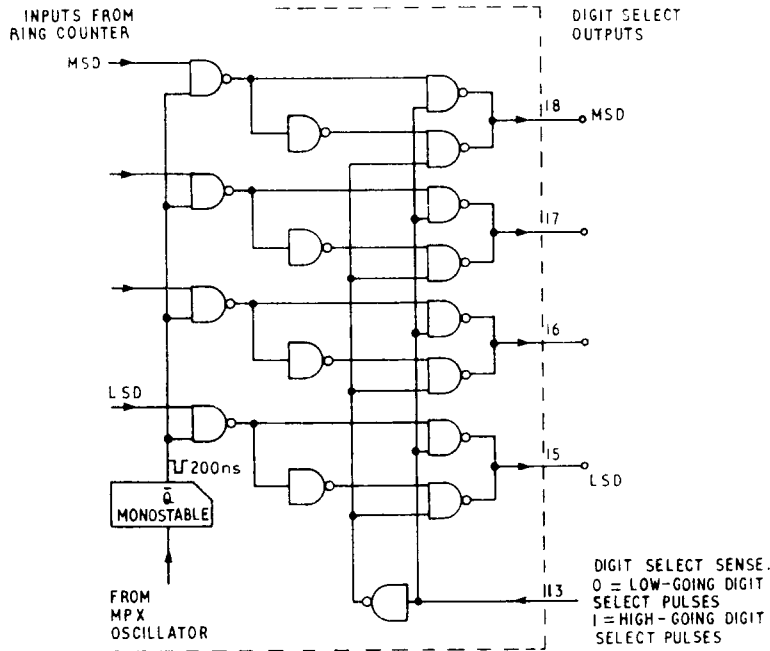 INPUTS FROM
RING COUNTER
DIGIT SELECT
OUTPUTS
MSD
18
MSD
17
16
LSD
15
LSD
200ns
Q̄
MONOSTABLE
FROM
MPX
OSCILLATOR
13
DIGIT SELECT SENSE.
0 = LOW-GOING DIGIT
SELECT PULSES
1 = HIGH-GOING DIGIT
SELECT PULSES